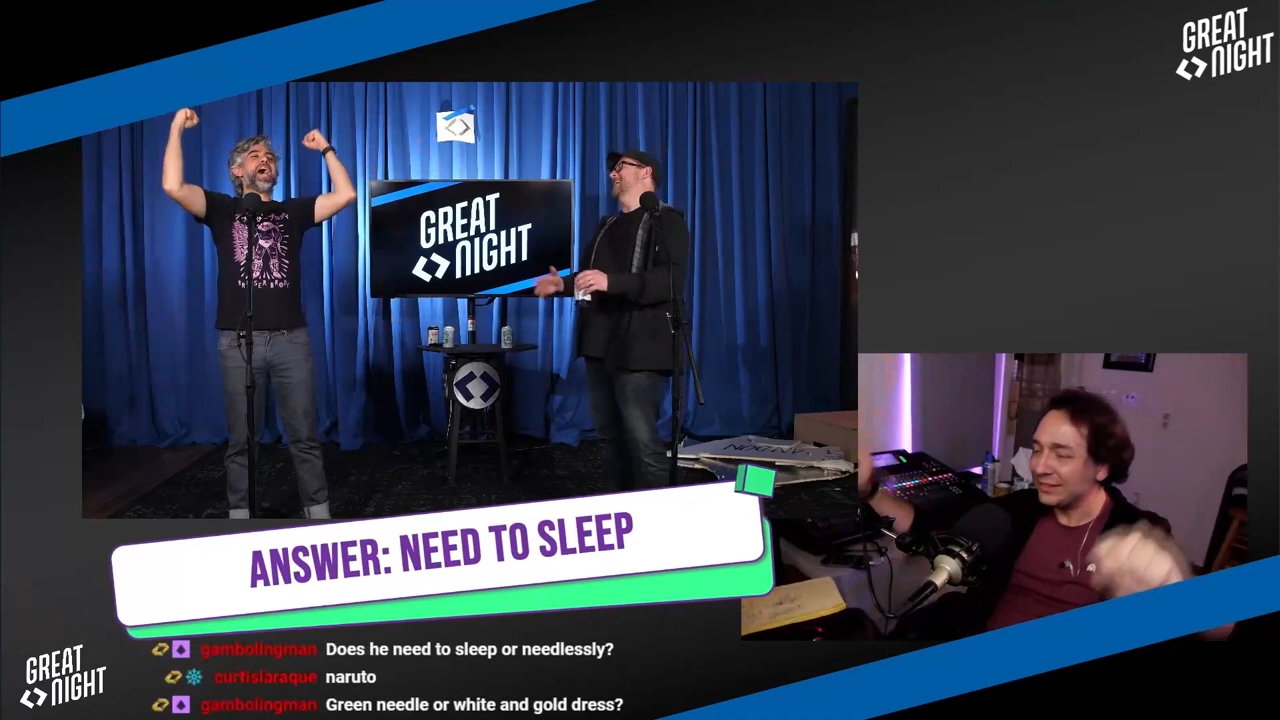 GREAT
NIGHT
GREAT
NIGHT
ANSWER: NEED TO SLEEP
gambolingman Does he need to sleep or needlessly?
curtislaraque naruto
gambolingman Green needle or white and gold dress?
GREAT
NIGHT